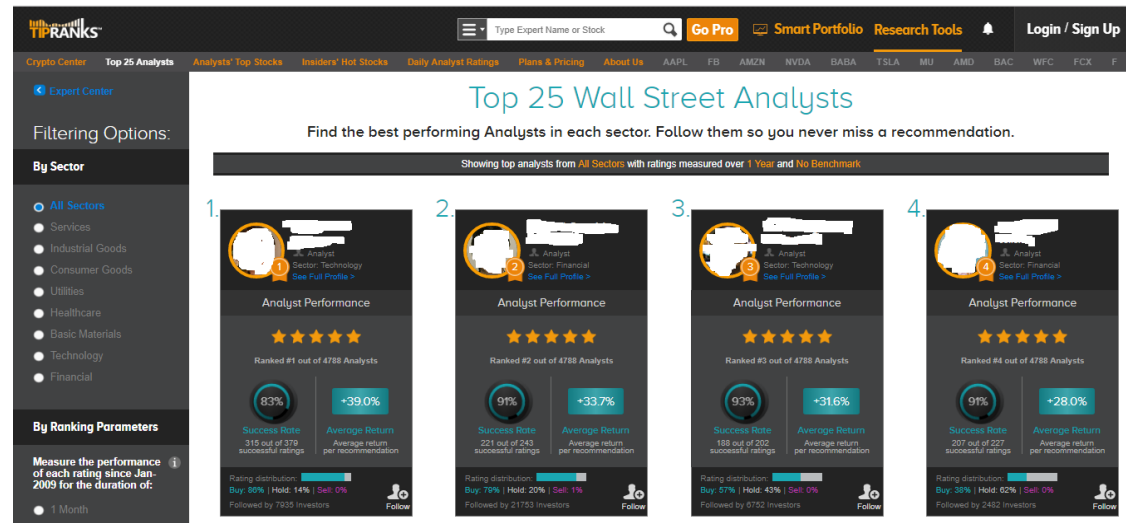 TIPRANKS
Type Expert Name or Stock
Go Pro
Smart Portfolio
Research Tools
Login / Sign Up
Crypto Center Top 25 Analysts Analysts' Top Stocks Insiders' Hot Stocks Daily Analyst Ratings Plans & Pricing About Us AAPL FB AMZN NVDA BABA TSLA MU AMD BAC WFC FCX F
Expert Center
Filtering Options:
By Sector
All Sectors
Services
Industrial Goods
Consumer Goods
Utilities
Healthcare
Basic Materials
Technology
Financial
By Ranking Parameters
Measure the performance
of each rating since Jan-
2009 for the duration of:
1 Month
Top 25 Wall Street Analysts
Find the best performing Analysts in each sector. Follow them so you never miss a recommendation.
Showing top analysts from All Sectors with ratings measured over 1 Year and No Benchmark
1.
Analyst
Sector: Technology
1
See Full Profile >
Analyst Performance
Ranked #1 out of 4788 Analysts
83% +39.0%
Success Rate Average Return
315 out of 379 Average return
successful ratings per recommendation
Rating distribution:
Buy: 86% | Hold: 14% | Sell: 0%
Followed by 7935 Investors
Follow
2.
Analyst
Sector: Financial
2
See Full Profile >
Analyst Performance
Ranked #2 out of 4788 Analysts
91% +33.7%
Success Rate Average Return
221 out of 243 Average return
successful ratings per recommendation
Rating distribution:
Buy: 79% | Hold: 20% | Sell: 1%
Followed by 21753 Investors
Follow
3.
Analyst
Sector: Technology
3
See Full Profile >
Analyst Performance
Ranked #3 out of 4788 Analysts
93% +31.6%
Success Rate Average Return
188 out of 202 Average return
successful ratings per recommendation
Rating distribution:
Buy: 57% | Hold: 43% | Sell: 0%
Followed by 6752 Investors
Follow
4.
Analyst
Sector: Financial
4
See Full Profile >
Analyst Performance
Ranked #4 out of 4788 Analysts
91% +28.0%
Success Rate Average Return
207 out of 227 Average return
successful ratings per recommendation
Rating distribution:
Buy: 38% | Hold: 62% | Sell: 0%
Followed by 2482 Investors
Follow